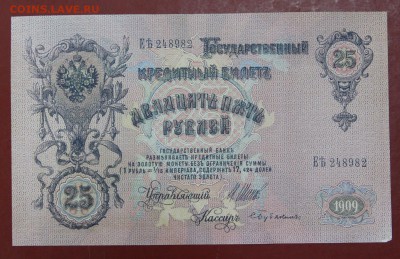 COINS.LAVE.RU
ЕЪ 248982
ГОСУДАРСТВЕННЫЙ
25
КРЕДИТНЫЙ БИЛЕТЪ
ДВАДЦАТЬ ПЯТЬ
РУБЛЕЙ
ГОСУДАРСТВЕННЫЙ БАНКЪ
РАЗМѢНИВАЕТЪ КРЕДИТНЫЕ БИЛЕТЫ
НА ЗОЛОТУЮ МОНЕТУ БЕЗЪ ОГРАНИЧЕНІЯ СУММЫ
(1 РУБЛЬ = 1/15 ИМПЕРІАЛА, СОДЕРЖИТЪ 17,424 ДОЛЕЙ
ЧИСТАГО ЗОЛОТА)
ЕЪ 248982
25
Управляющій
Кассиръ
1909